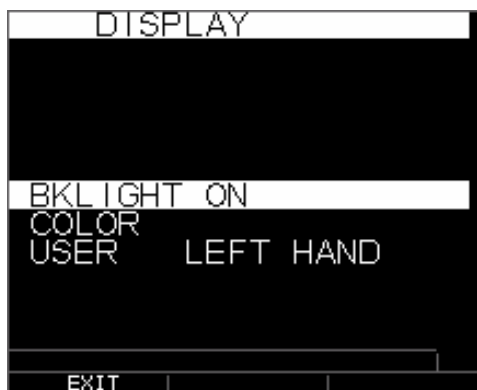 DISPLAY
BKLIGHT ON
COLOR
USER LEFT HAND
EXIT